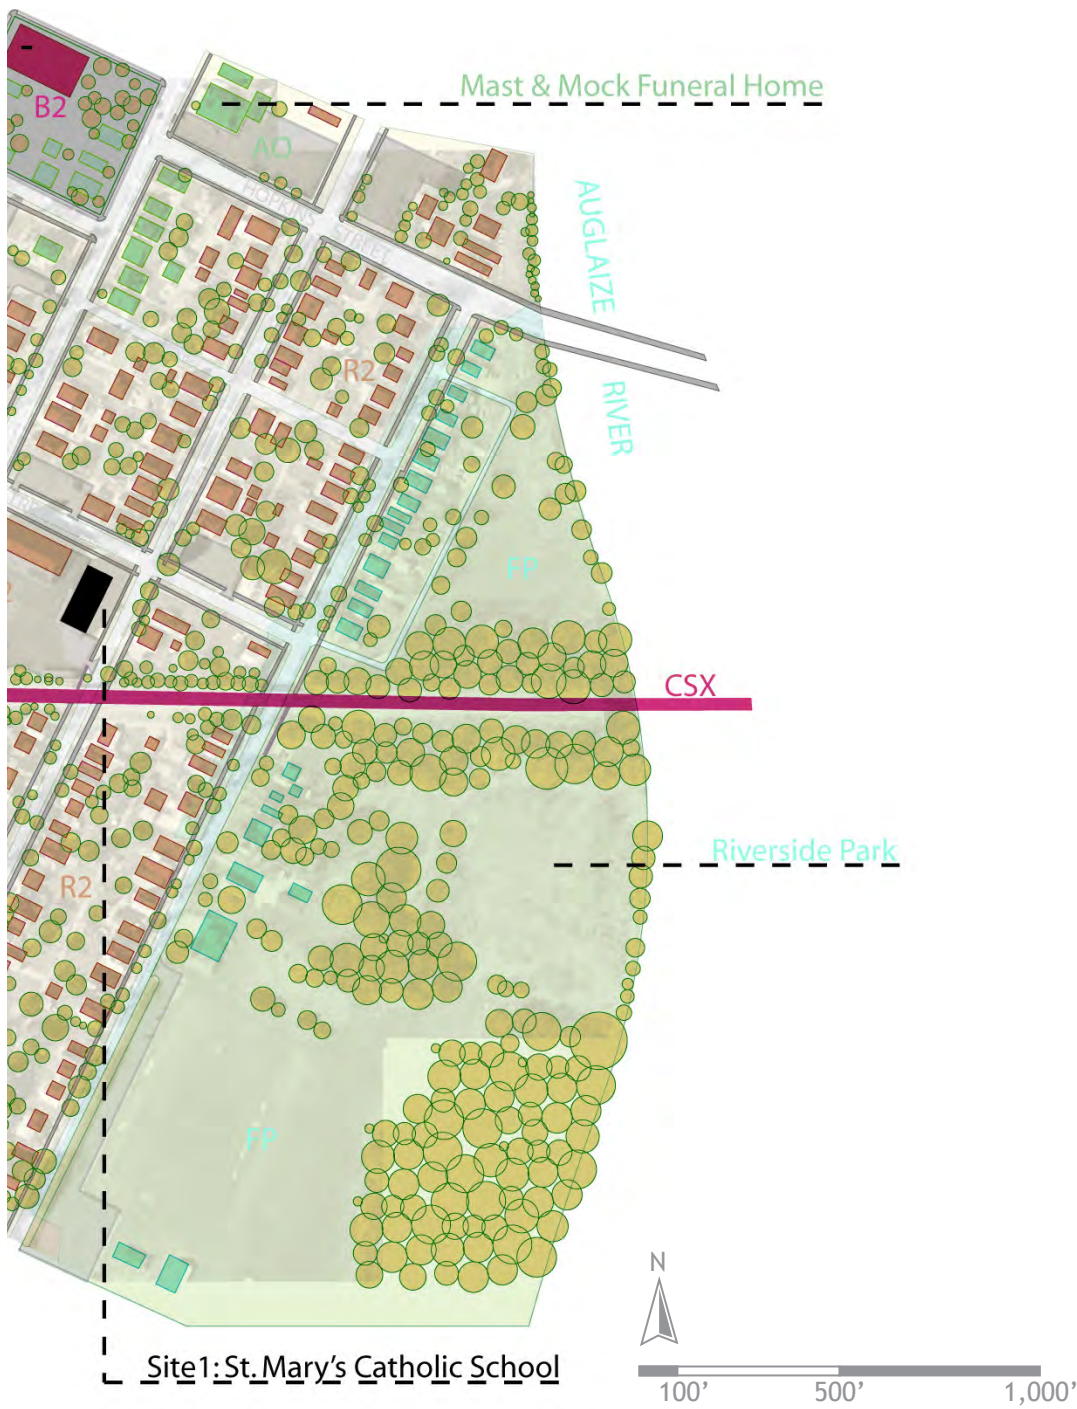 Mast & Mock Funeral Home
B2
AO
HOPKINS STREET
AUGLAIZE
RIVER
R2
FP
2
CSX
Riverside Park
R2
FP
N
Site1: St. Mary's Catholic School
100' 500' 1,000'